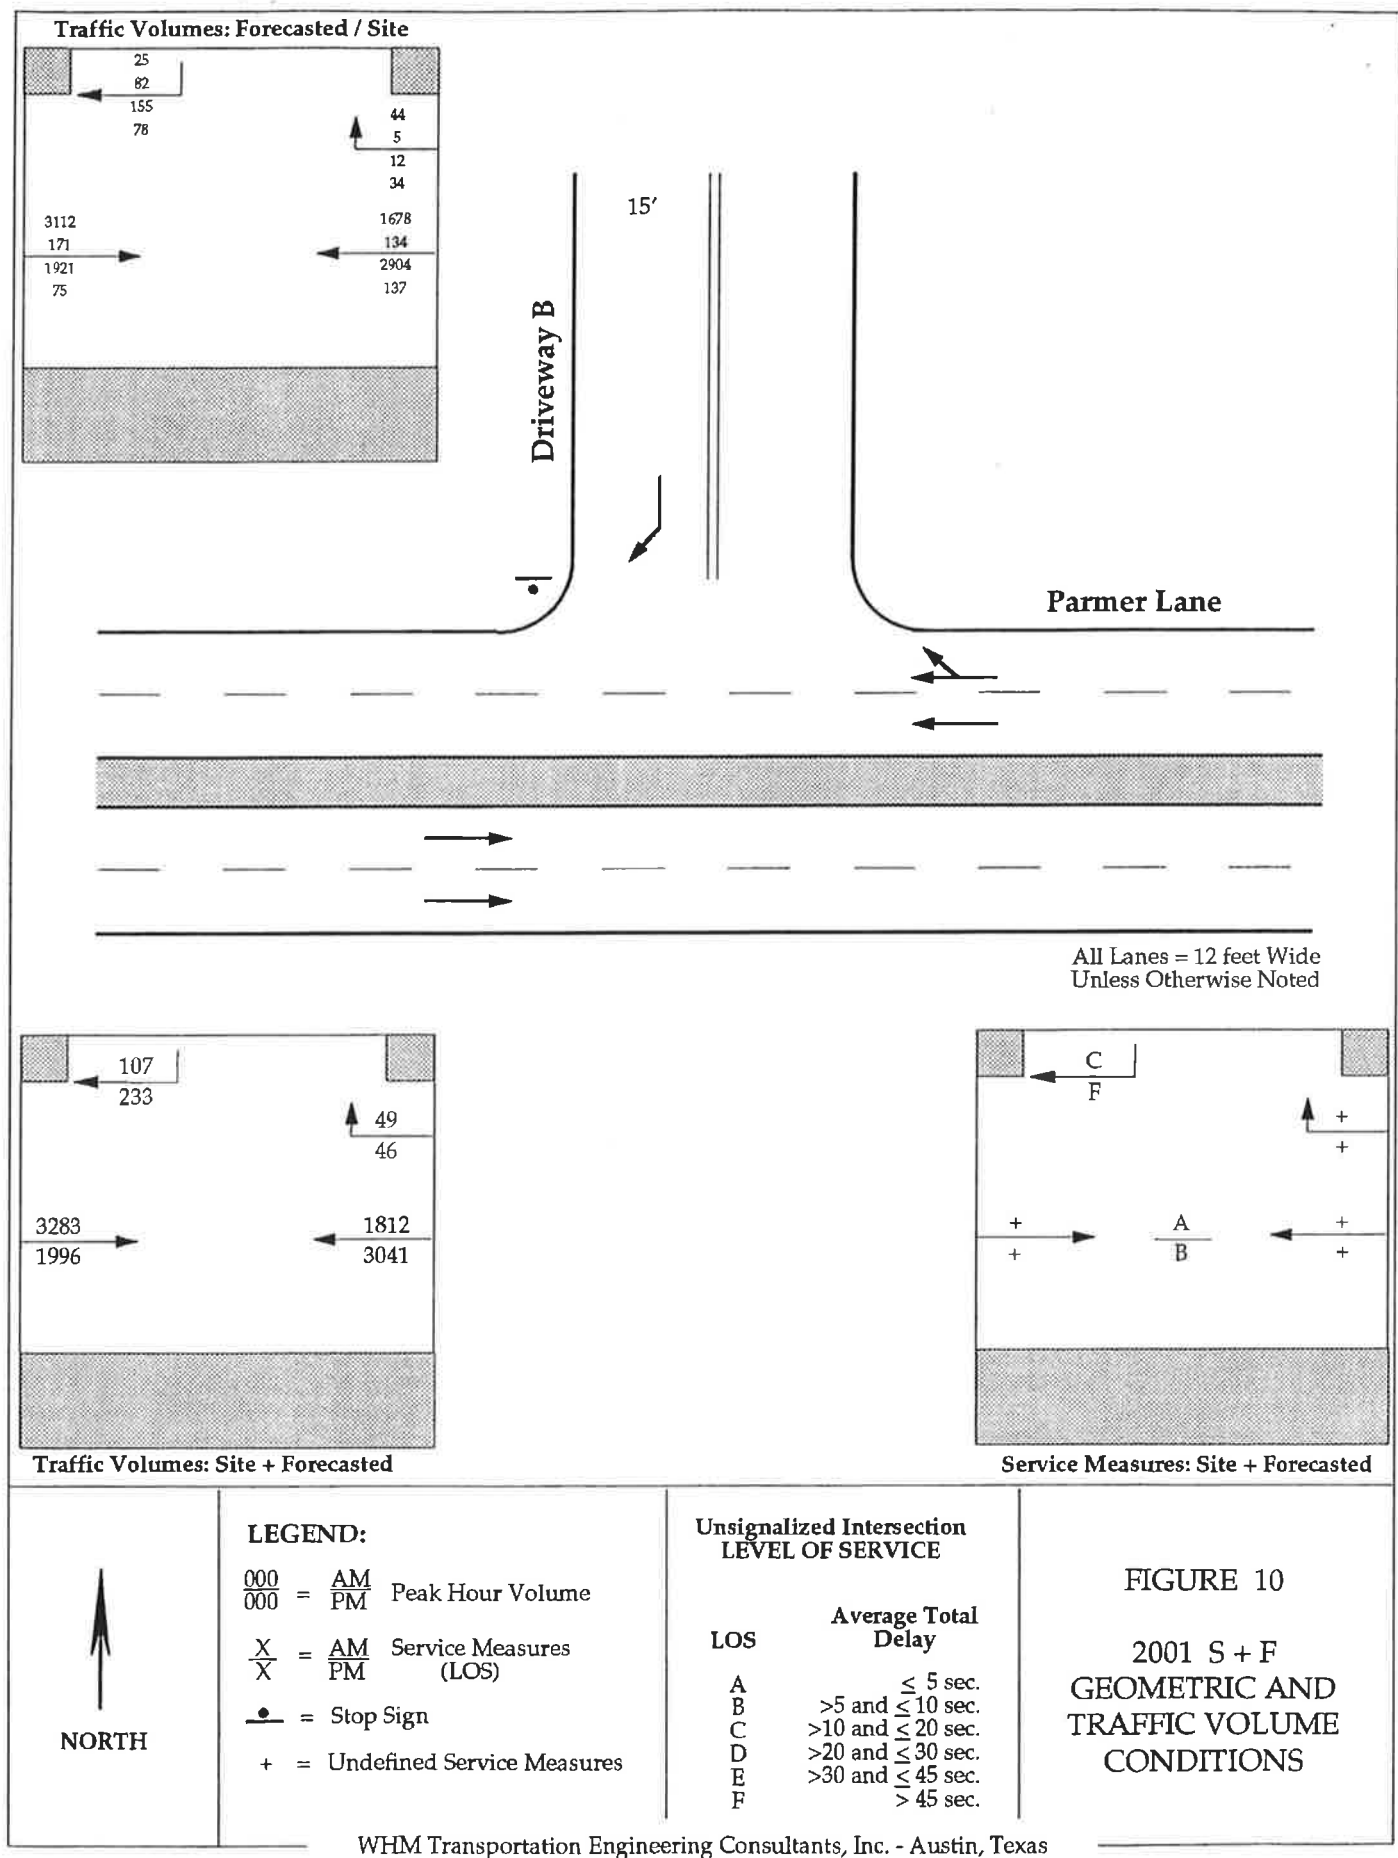 Traffic Volumes: Forecasted / Site
25
82
155
78
44
5
12
34
3112
171
1921
75
1678
134
2904
137
15′
Driveway B
Parmer Lane
All Lanes = 12 feet Wide
Unless Otherwise Noted
107
233
49
46
3283
1996
1812
3041
Traffic Volumes: Site + Forecasted
C
F
+
+
+
+
A
B
+
+
Service Measures: Site + Forecasted
NORTH
LEGEND:
000
000 = AM
PM Peak Hour Volume
X
X = AM
PM Service Measures
(LOS)
= Stop Sign
+ = Undefined Service Measures
Unsignalized Intersection
LEVEL OF SERVICE
LOS Average Total
Delay
A ≤ 5 sec.
B >5 and ≤ 10 sec.
C >10 and ≤ 20 sec.
D >20 and ≤ 30 sec.
E >30 and ≤ 45 sec.
F > 45 sec.
FIGURE 10
2001 S + F
GEOMETRIC AND
TRAFFIC VOLUME
CONDITIONS
WHM Transportation Engineering Consultants, Inc. - Austin, Texas